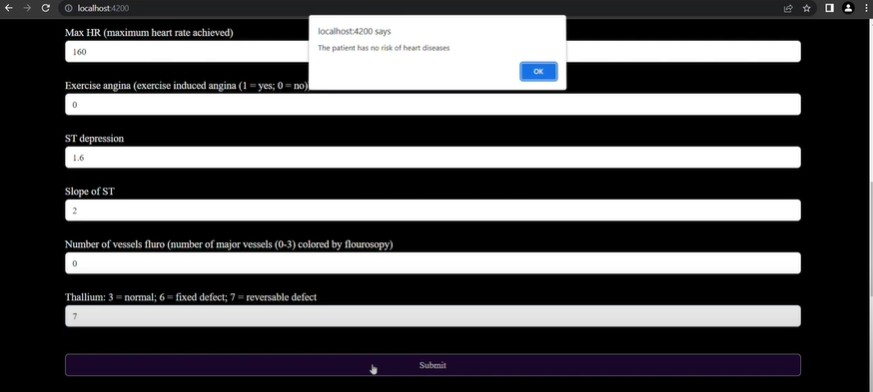 localhost:4200
Max HR (maximum heart rate achieved)
160
localhost:4200 says
The patient has no risk of heart diseases
OK
Exercise angina (exercise induced angina (1 = yes; 0 = no)
0
ST depression
1.6
Slope of ST
2
Number of vessels fluro (number of major vessels (0-3) colored by flourosopy)
0
Thallium: 3 = normal; 6 = fixed defect; 7 = reversable defect
7
Submit